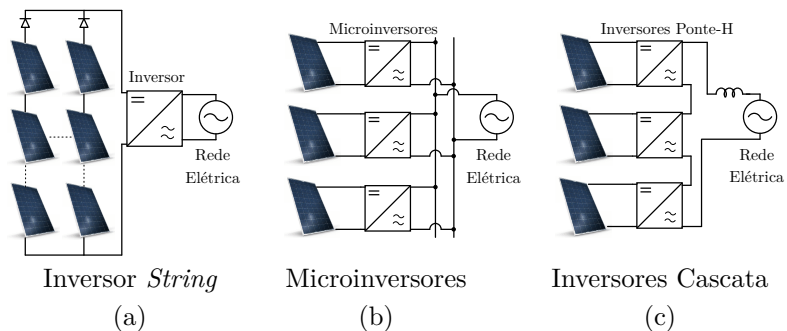 Inversor
Rede
Elétrica
Inversor String
(a)
Microinversores
Rede
Elétrica
Microinversores
(b)
Inversores Ponte-H
Rede
Elétrica
Inversores Cascata
(c)